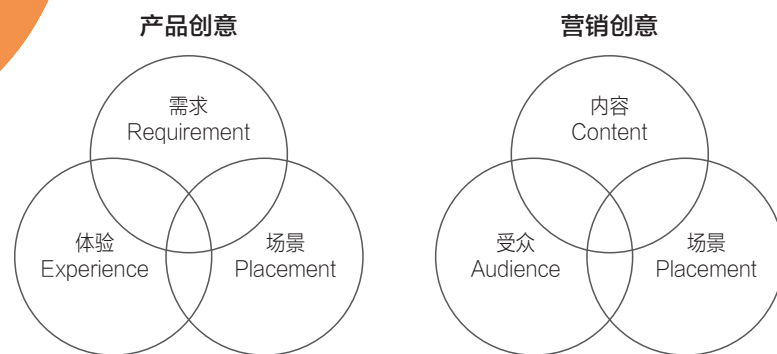 产品创意
需求
Requirement
体验
Experience
场景
Placement
营销创意
内容
Content
受众
Audience
场景
Placement